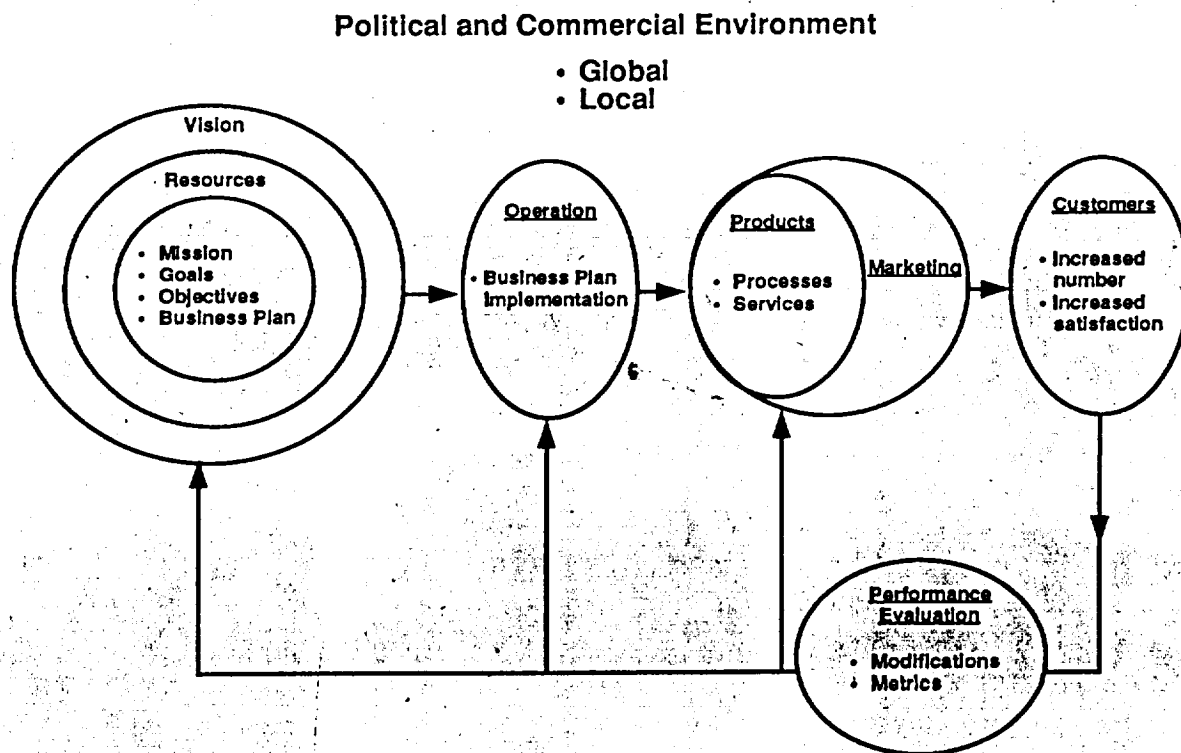 Political and Commercial Environment
• Global
• Local
Vision
Resources
• Mission
• Goals
• Objectives
• Business Plan
Operation
• Business Plan
Implementation
Products
• Processes
• Services
Marketing
Customers
• Increased
number
• Increased
satisfaction
Performance
Evaluation
• Modifications
• Metrics